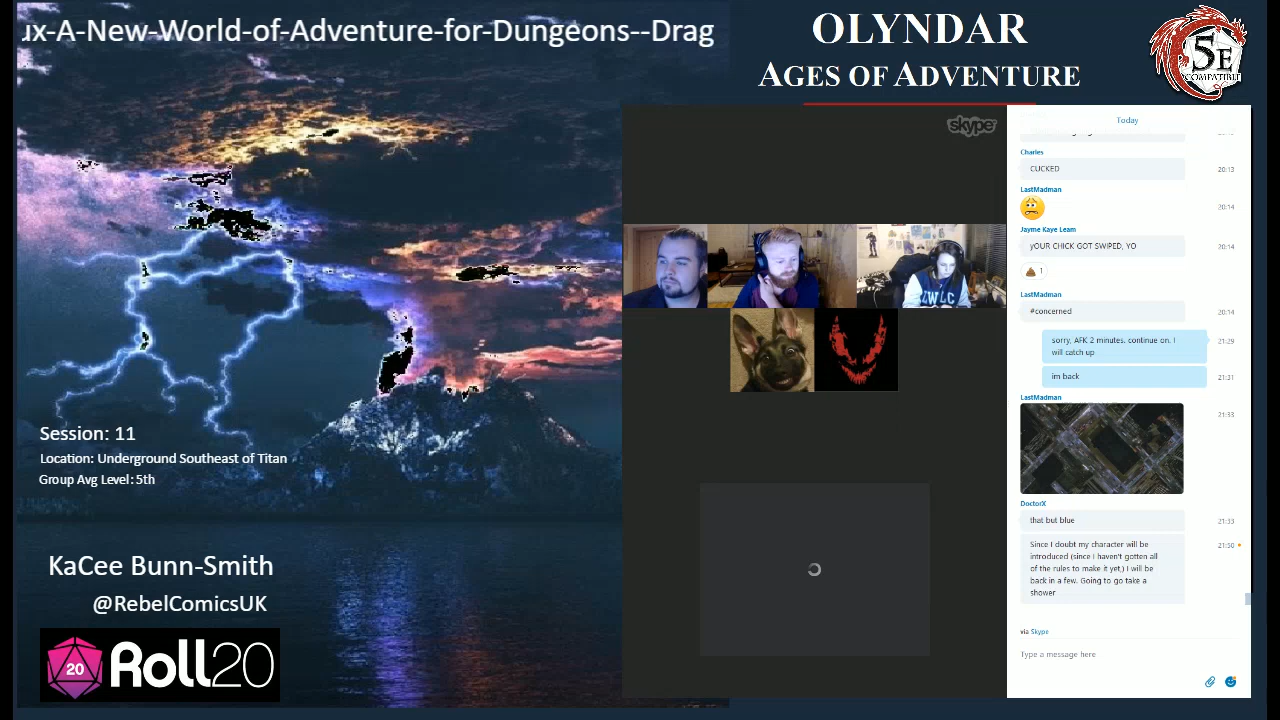 ux-A-New-World-of-Adventure-for-Dungeons--Drag
OLYNDAR
AGES OF ADVENTURE
5E
COMPATIBLE
skype
Today
Charles
CUCKED
20:13
LastMadman
20:14
Jayme Kaye Leam
yOUR CHICK GOT SWIPED, YO
20:14
1
LastMadman
#concerned
20:14
sorry, AFK 2 minutes. continue on. I
will catch up
21:29
im back
21:31
LastMadman
21:33
DoctorX
that but blue
21:33
Since I doubt my character will be
introduced (since I haven't gotten all
of the rules to make it yet,) I will be
back in a few. Going to go take a
shower
21:50
via Skype
Type a message here
Session: 11
Location: Underground Southeast of Titan
Group Avg Level: 5th
KaCee Bunn-Smith
@RebelComicsUK
20
Roll20